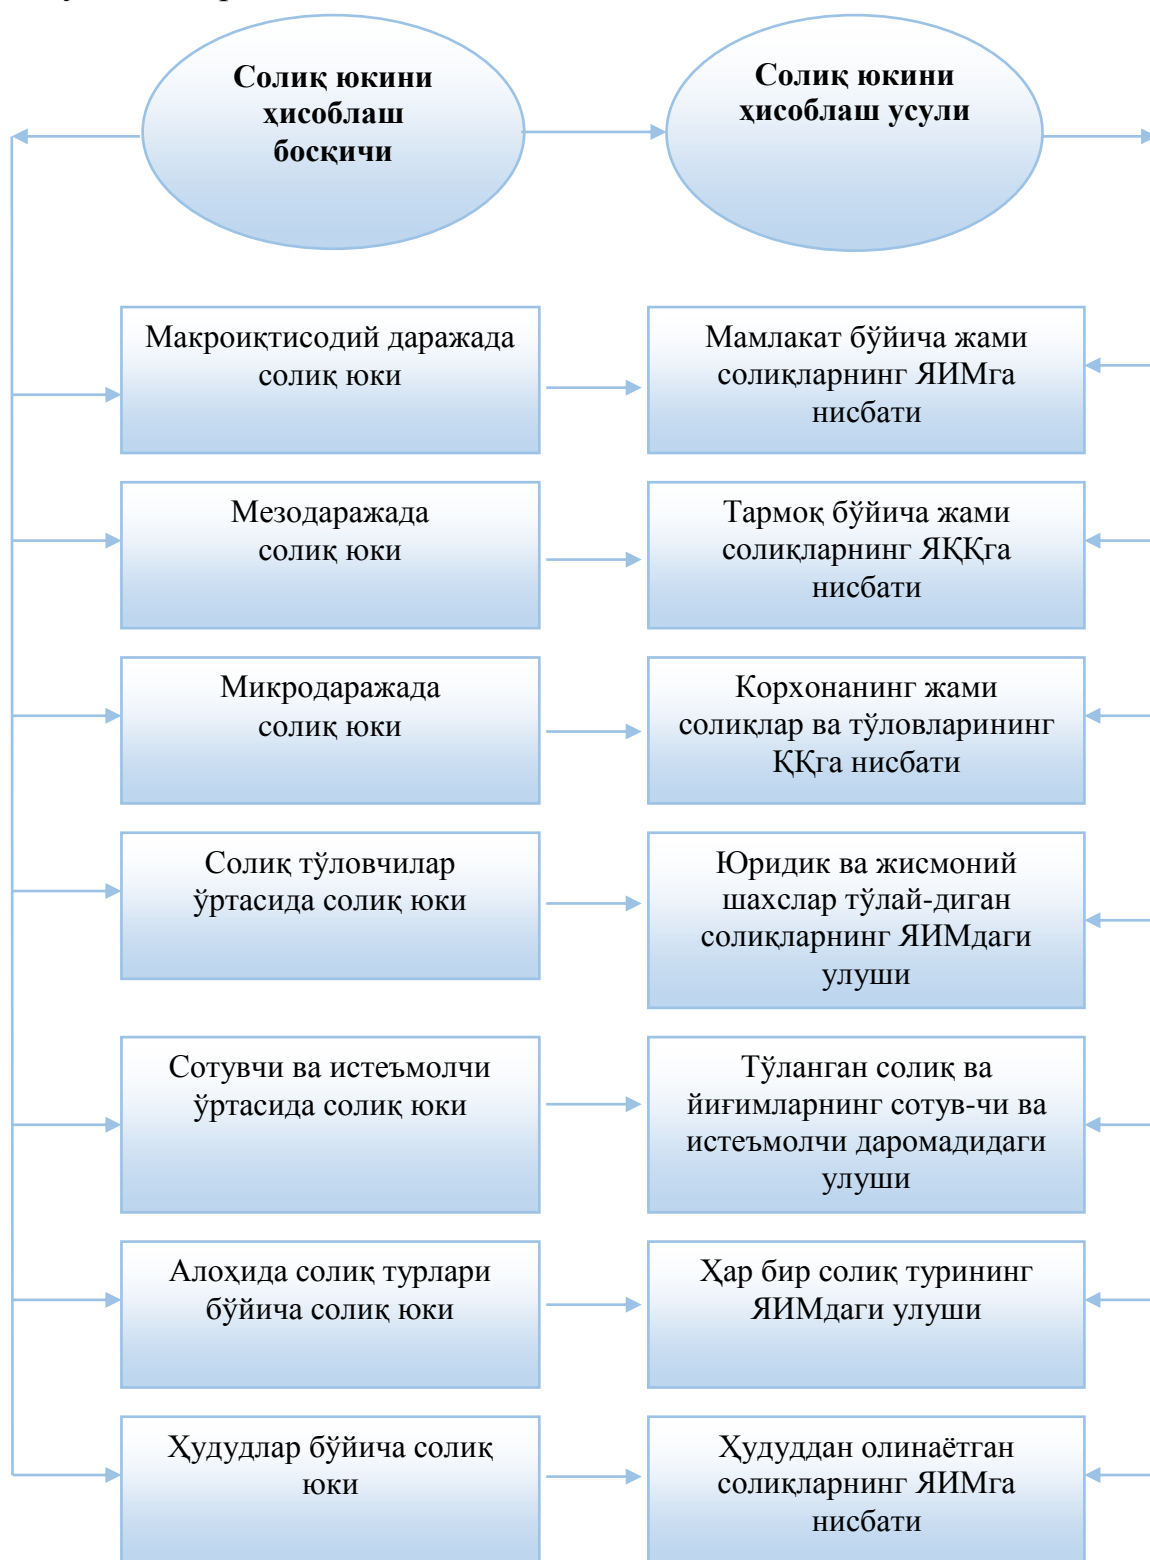 Солиқ юкини
ҳисоблаш
босқичи
Солиқ юкини
ҳисоблаш усули
Макроиқтисодий даражада
солиқ юки
Мамлакат бўйича жами
солиқларнинг ЯИМга
нисбати
Мезодаражада
солиқ юки
Тармоқ бўйича жами
солиқларнинг ЯҚҚга
нисбати
Микродаражада
солиқ юки
Корхонанинг жами
солиқлар ва тўловларининг
ҚҚга нисбати
Солиқ тўловчилар
ўртасида солиқ юки
Юридик ва жисмоний
шахслар тўлай-диган
солиқларнинг ЯИМдаги
улуши
Сотувчи ва истеъмолчи
ўртасида солиқ юки
Тўланган солиқ ва
йиғимларнинг сотув-чи ва
истеъмолчи даромадидаги
улуши
Алоҳида солиқ турлари
бўйича солиқ юки
Ҳар бир солиқ турининг
ЯИМдаги улуши
Ҳудудлар бўйича солиқ
юки
Ҳудуддан олинаётган
солиқларнинг ЯИМга
нисбати